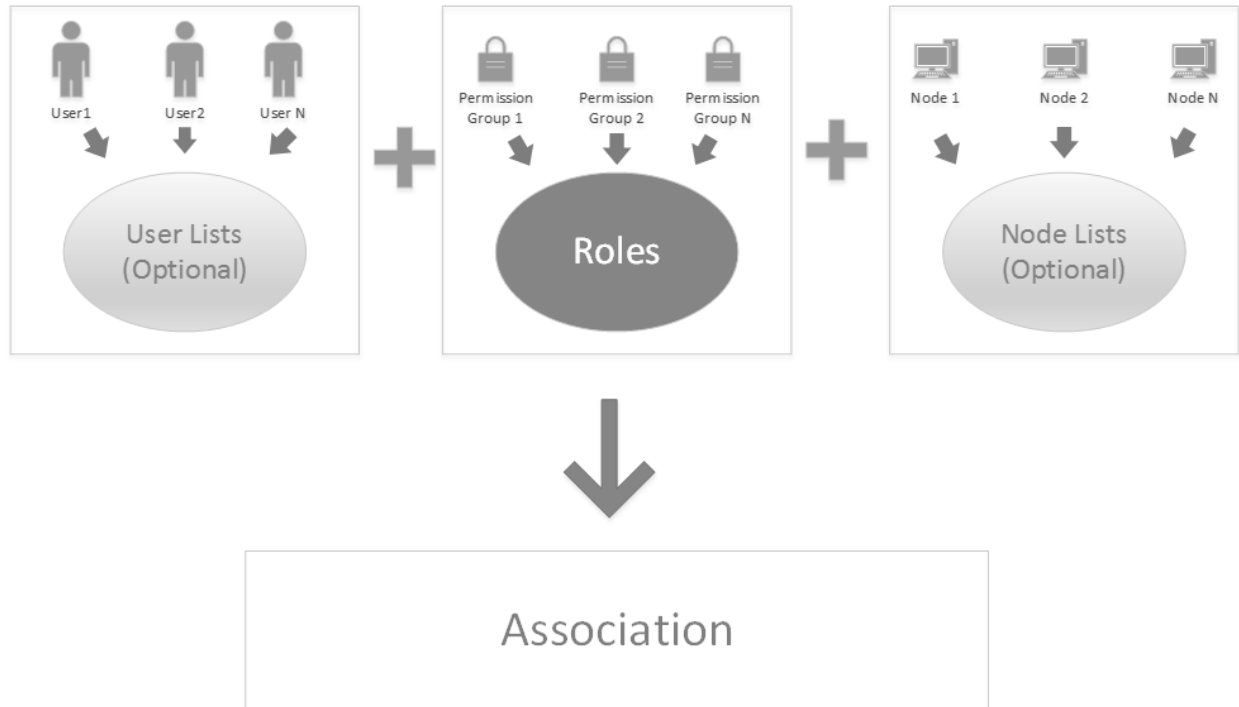 User1
User2
User N
User Lists
(Optional)
Permission
Group 1
Permission
Group 2
Permission
Group N
Roles
Node 1
Node 2
Node N
Node Lists
(Optional)
Association